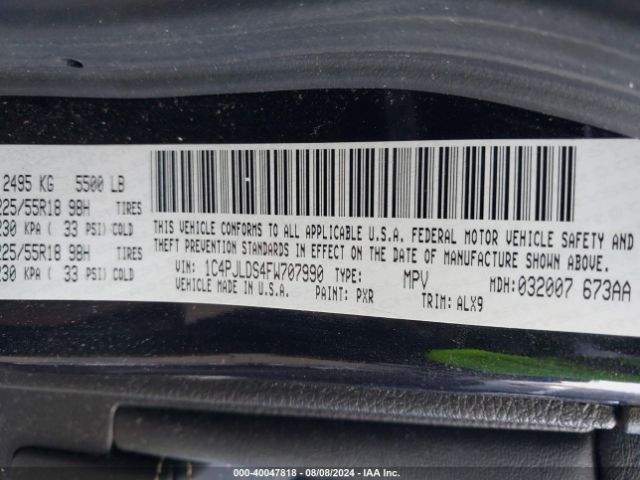 2495 KG 5500 LB
225/55R18 98H TIRES
230 KPA ( 33 PSI) COLD
225/55R18 98H TIRES
230 KPA ( 33 PSI) COLD
THIS VEHICLE CONFORMS TO ALL APPLICABLE U.S.A. FEDERAL MOTOR VEHICLE SAFETY AND
THEFT PREVENTION STANDARDS IN EFFECT ON THE DATE OF MANUFACTURE SHOWN ABOVE.
VIN: 1C4PJLDS4FW707990 TYPE: MPV MDH: 032007 673AA
VEHICLE MADE IN U.S.A. PAINT: PXR TRIM: ALX9
000-40047818 - 08/08/2024 - IAA Inc.